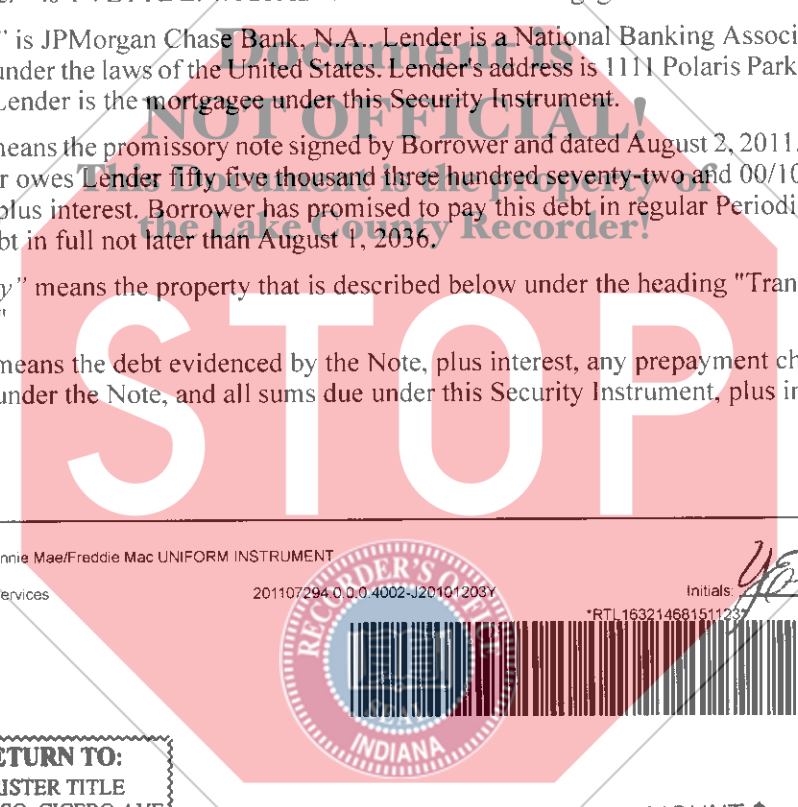 ” is JPMorgan Chase Bank, N.A., Lender is a National Banking Associ
under the laws of the United States. Lender's address is 1111 Polaris Park
Lender is the mortgagee under this Security Instrument.
means the promissory note signed by Borrower and dated August 2, 2011.
r owes Lender fifty five thousand three hundred seventy-two and 00/10
plus interest. Borrower has promised to pay this debt in regular Periodi
bt in full not later than August 1, 2036.
y” means the property that is described below under the heading "Tran
"
means the debt evidenced by the Note, plus interest, any prepayment ch
under the Note, and all sums due under this Security Instrument, plus in
Document is
NOT OFFICIAL!
This Document is the property of
the Lake County Recorder!
STOP
nnie Mae/Freddie Mac UNIFORM INSTRUMENT
ervices
201107294.0.0.0.4002-J20101203Y
Initials:
*RTL16321468151123*
RECORDER'S OFFICE
SEAL
INDIANA
ETURN TO:
ISTER TITLE
SO. CICERO AVE